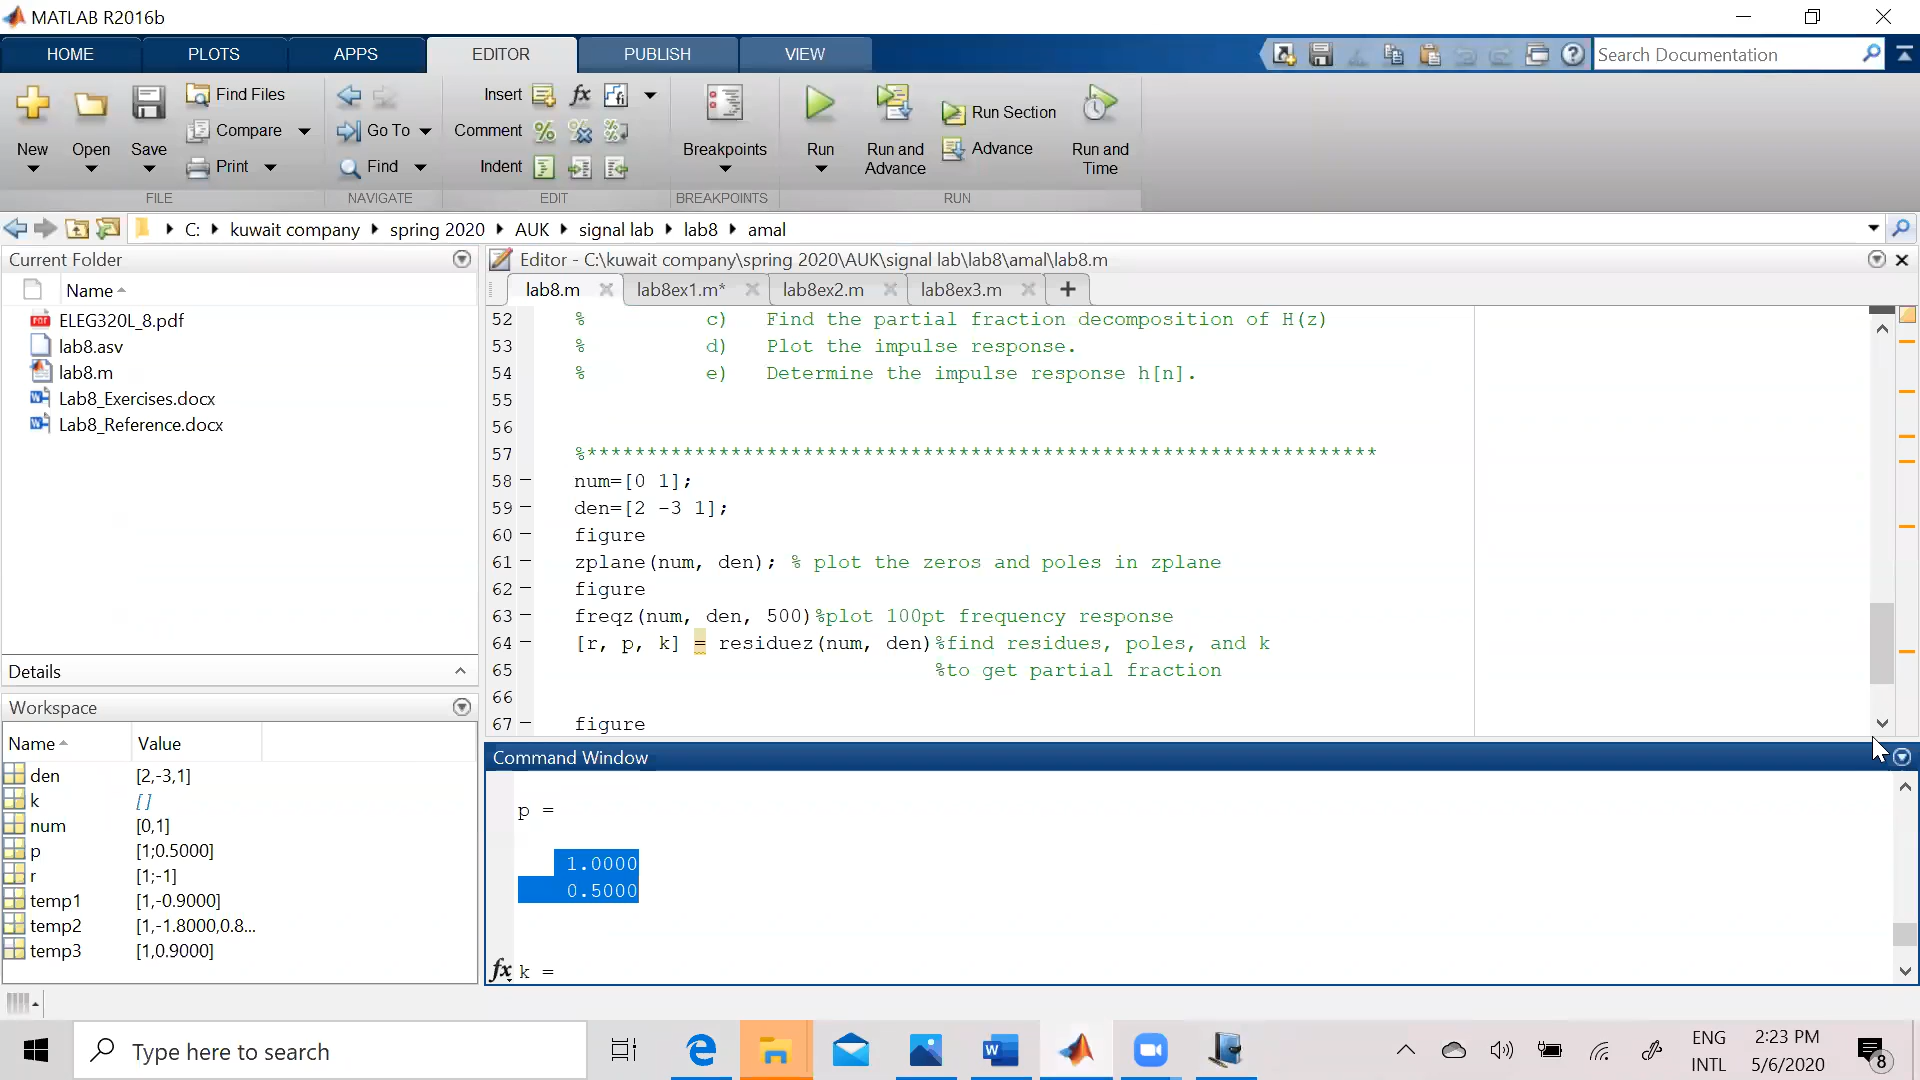 MATLAB R2016b
HOME PLOTS APPS EDITOR PUBLISH VIEW Search Documentation
New Open Save Find Files Compare Print
FILE
Go To Find
NAVIGATE
Insert fx
Comment
Indent
EDIT
Breakpoints
BREAKPOINTS
Run Run and Advance Run Section Advance Run and Time
RUN
C: kuwait company spring 2020 AUK signal lab lab8 amal
Current Folder
Name
ELEG320L_8.pdf
lab8.asv
lab8.m
Lab8_Exercises.docx
Lab8_Reference.docx
Details
Workspace
Name Value
den [2,-3,1]
k []
num [0,1]
p [1;0.5000]
r [1;-1]
temp1 [1,-0.9000]
temp2 [1,-1.8000,0.8...
temp3 [1,0.9000]
Editor - C:\kuwait company\spring 2020\AUK\signal lab\lab8\amal\lab8.m
lab8.m lab8ex1.m* lab8ex2.m lab8ex3.m
52 % c) Find the partial fraction decomposition of H(z)
53 % d) Plot the impulse response.
54 % e) Determine the impulse response h[n].
55
56
57 %******************************************************************
58 num=[0 1];
59 den=[2 -3 1];
60 figure
61 zplane(num, den); % plot the zeros and poles in zplane
62 figure
63 freqz(num, den, 500)%plot 100pt frequency response
64 [r, p, k] = residuez(num, den)%find residues, poles, and k
65 %to get partial fraction
66
67 figure
Command Window
p =
1.0000
0.5000
fx k =
Type here to search
ENG
INTL
2:23 PM
5/6/2020
8